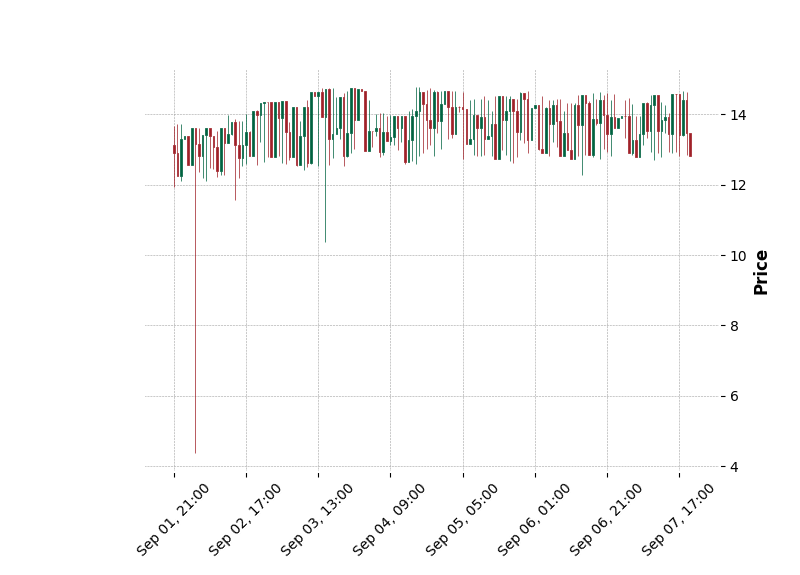 14
12
10
8
6
4
Price
Sep 01, 21:00
Sep 02, 17:00
Sep 03, 13:00
Sep 04, 09:00
Sep 05, 05:00
Sep 06, 01:00
Sep 06, 21:00
Sep 07, 17:00